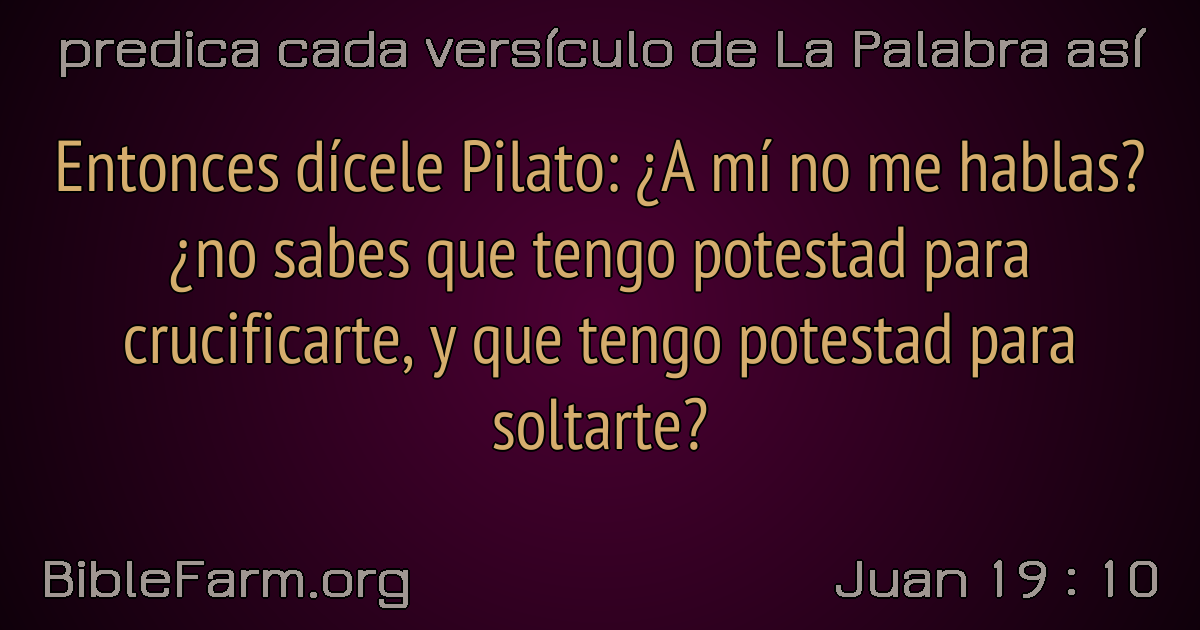 predica cada versículo de La Palabra así
Entonces dícele Pilato: ¿A mí no me hablas?
¿no sabes que tengo potestad para
crucificarte, y que tengo potestad para
soltarte?
BibleFarm.org
Juan 19 : 10